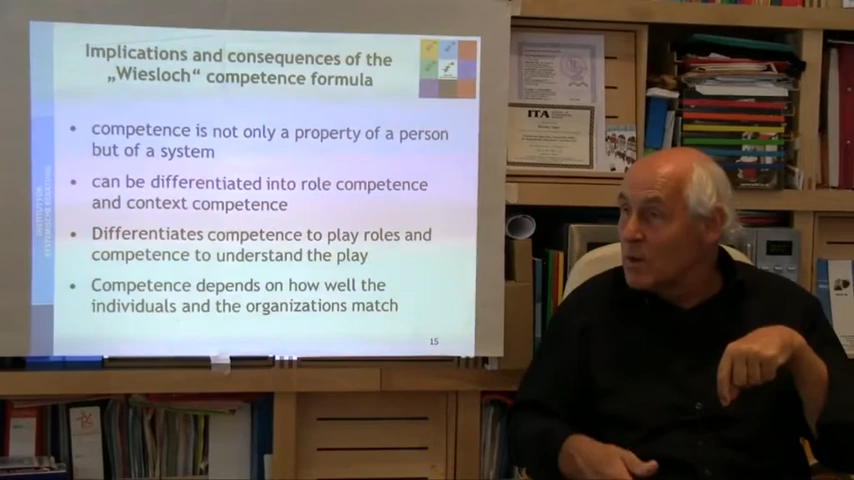 Implications and consequences of the
„Wiesloch“ competence formula
• competence is not only a property of a person
but of a system
• can be differentiated into role competence
and context competence
• Differentiates competence to play roles and
competence to understand the play
• Competence depends on how well the
individuals and the organizations match
15
ITA